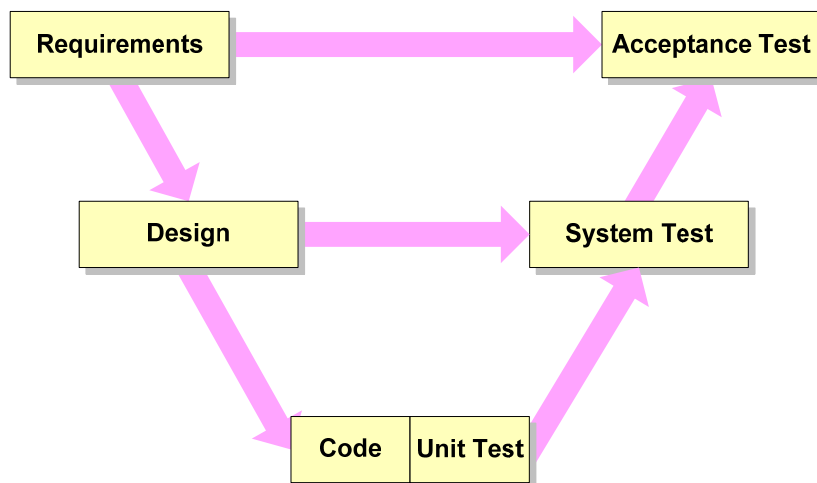 Requirements
Acceptance Test
Design
System Test
Code
Unit Test